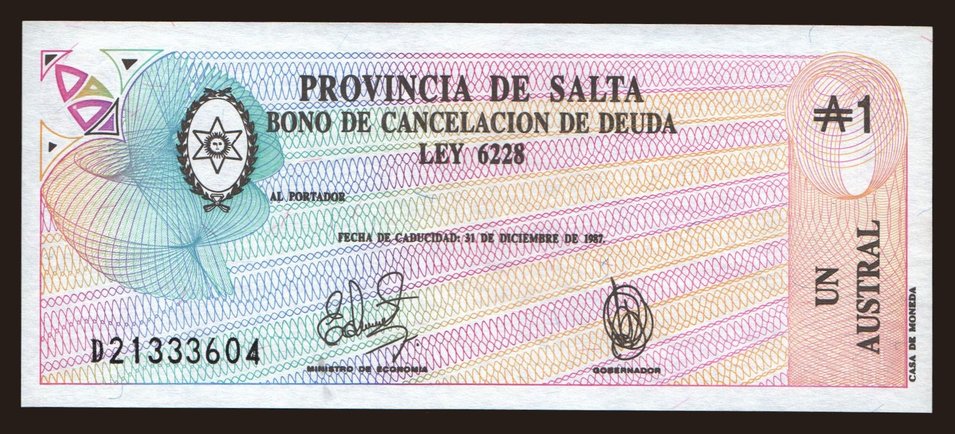 PROVINCIA DE SALTA
BONO DE CANCELACION DE DEUDA
LEY 6228
₳1
AL PORTADOR
FECHA DE CADUCIDAD: 31 DE DICIEMBRE DE 1987.
UN
AUSTRAL
D21333604
MINISTRO DE ECONOMIA
GOBERNADOR
CASA DE MONEDA